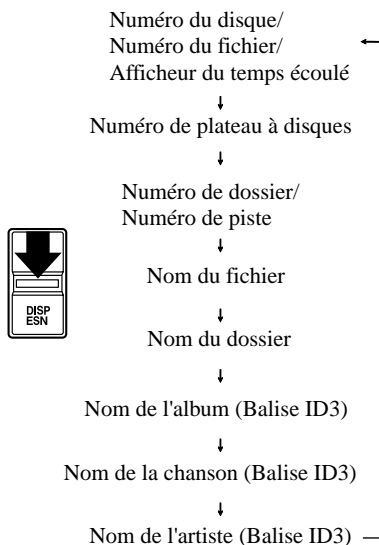 Numéro du disque/
Numéro du fichier/
Afficheur du temps écoulé
Numéro de plateau à disques
Numéro de dossier/
Numéro de piste
Nom du fichier
DISP
ESN
Nom du dossier
Nom de l'album (Balise ID3)
Nom de la chanson (Balise ID3)
Nom de l'artiste (Balise ID3)